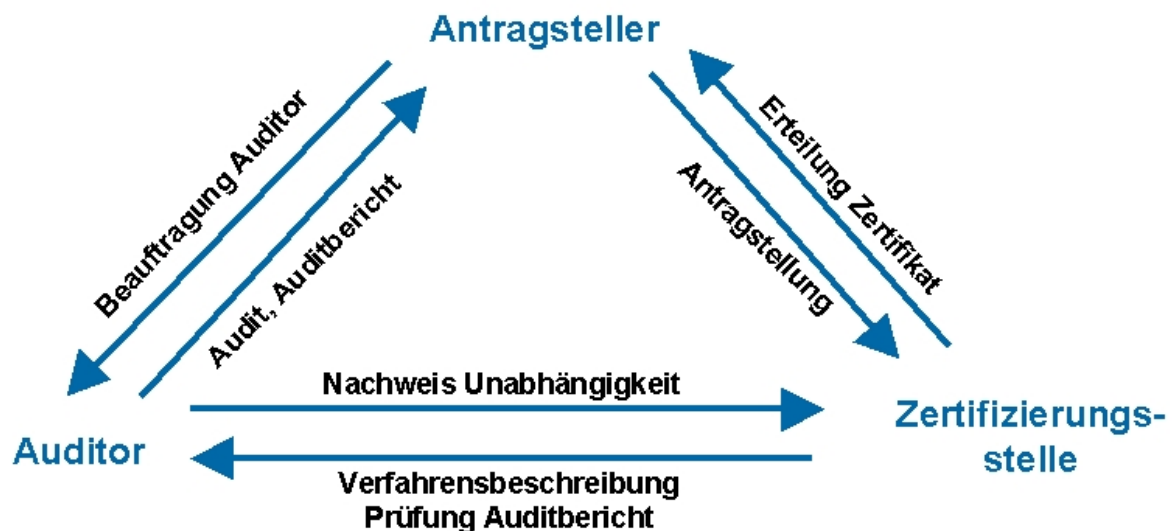 Antragsteller
Beauftragung Auditor
Audit, Auditbericht
Erteilung Zertifikat
Antragstellung
Nachweis Unabhängigkeit
Auditor
Zertifizierungs-
stelle
Verfahrensbeschreibung
Prüfung Auditbericht